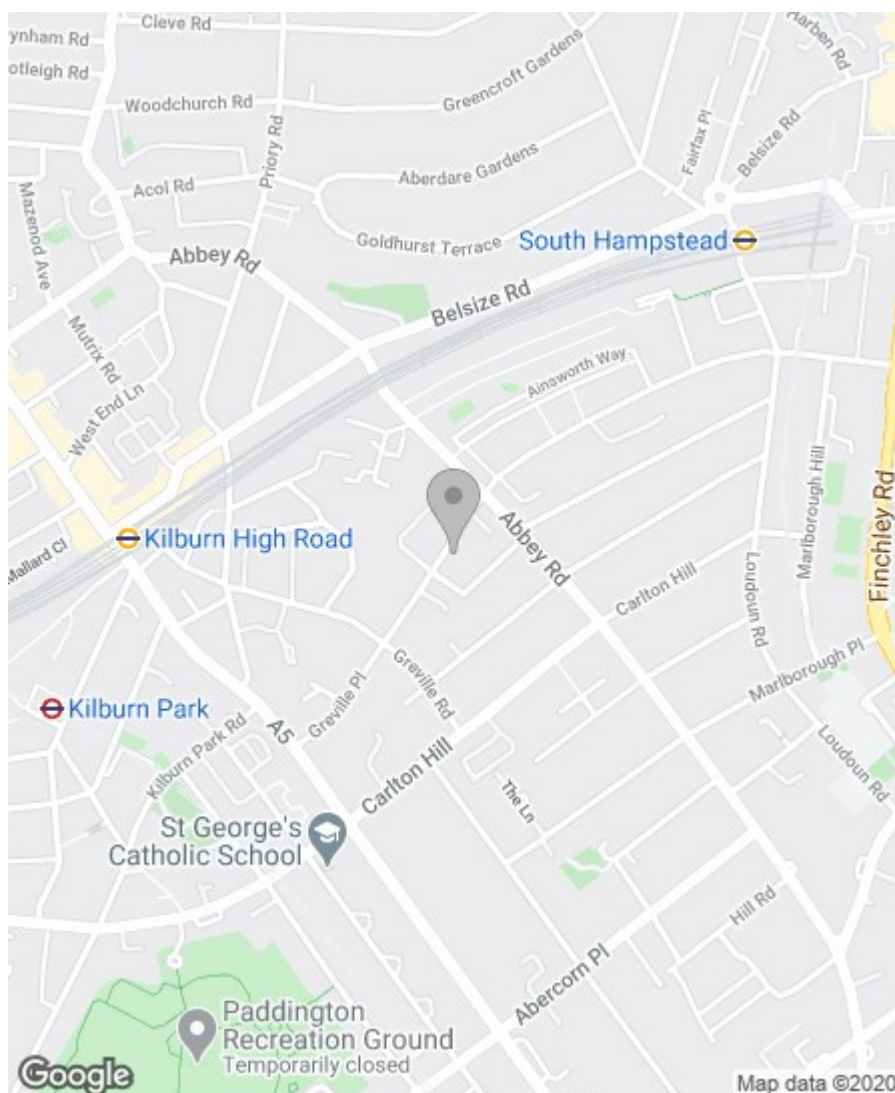 Cleve Rd
ynham Rd
otleigh Rd
Woodchurch Rd
Greencroft Gardens
Harben Rd
Fairfax Pl
Belsize Rd
Priory Rd
Acol Rd
Aberdare Gardens
Mazenod Ave
Goldhurst Terrace
South Hampstead
Abbey Rd
Belsize Rd
Mutrix Rd
West End Ln
Ainsworth Way
Marlborough Hill
Finchley Rd
Abbey Rd
Kilburn High Road
Mallard Cl
Loudoun Rd
Carlton Hill
Greville Pl
Greville Rd
Marlborough Pl
Kilburn Park
Kilburn Park Rd
A5
Loudoun Rd
Carlton Hill
The Ln
St George's
Catholic School
Hill Rd
Abercorn Pl
Paddington
Recreation Ground
Temporarily closed
Google
Map data ©2020